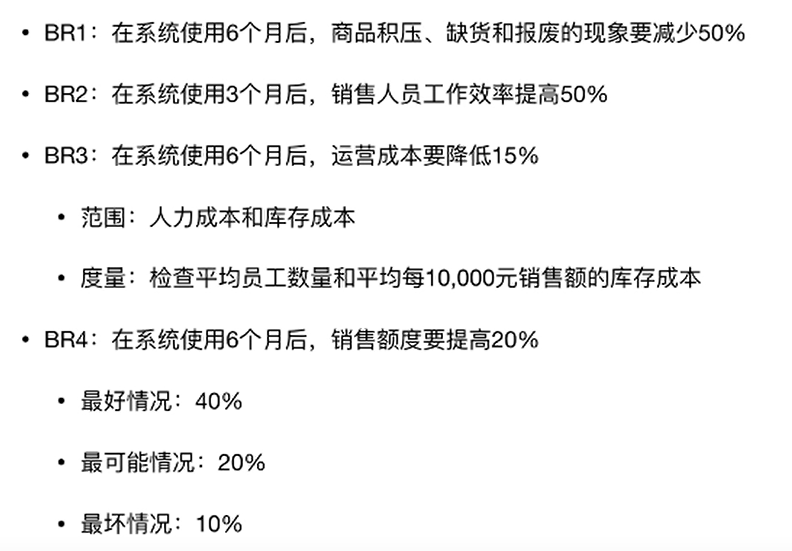 • BR1：在系统使用6个月后，商品积压、缺货和报废的现象要减少50%
• BR2：在系统使用3个月后，销售人员工作效率提高50%
• BR3：在系统使用6个月后，运营成本要降低15%
• 范围：人力成本和库存成本
• 度量：检查平均员工数量和平均每10,000元销售额的库存成本
• BR4：在系统使用6个月后，销售额度要提高20%
• 最好情况：40%
• 最可能情况：20%
• 最坏情况：10%